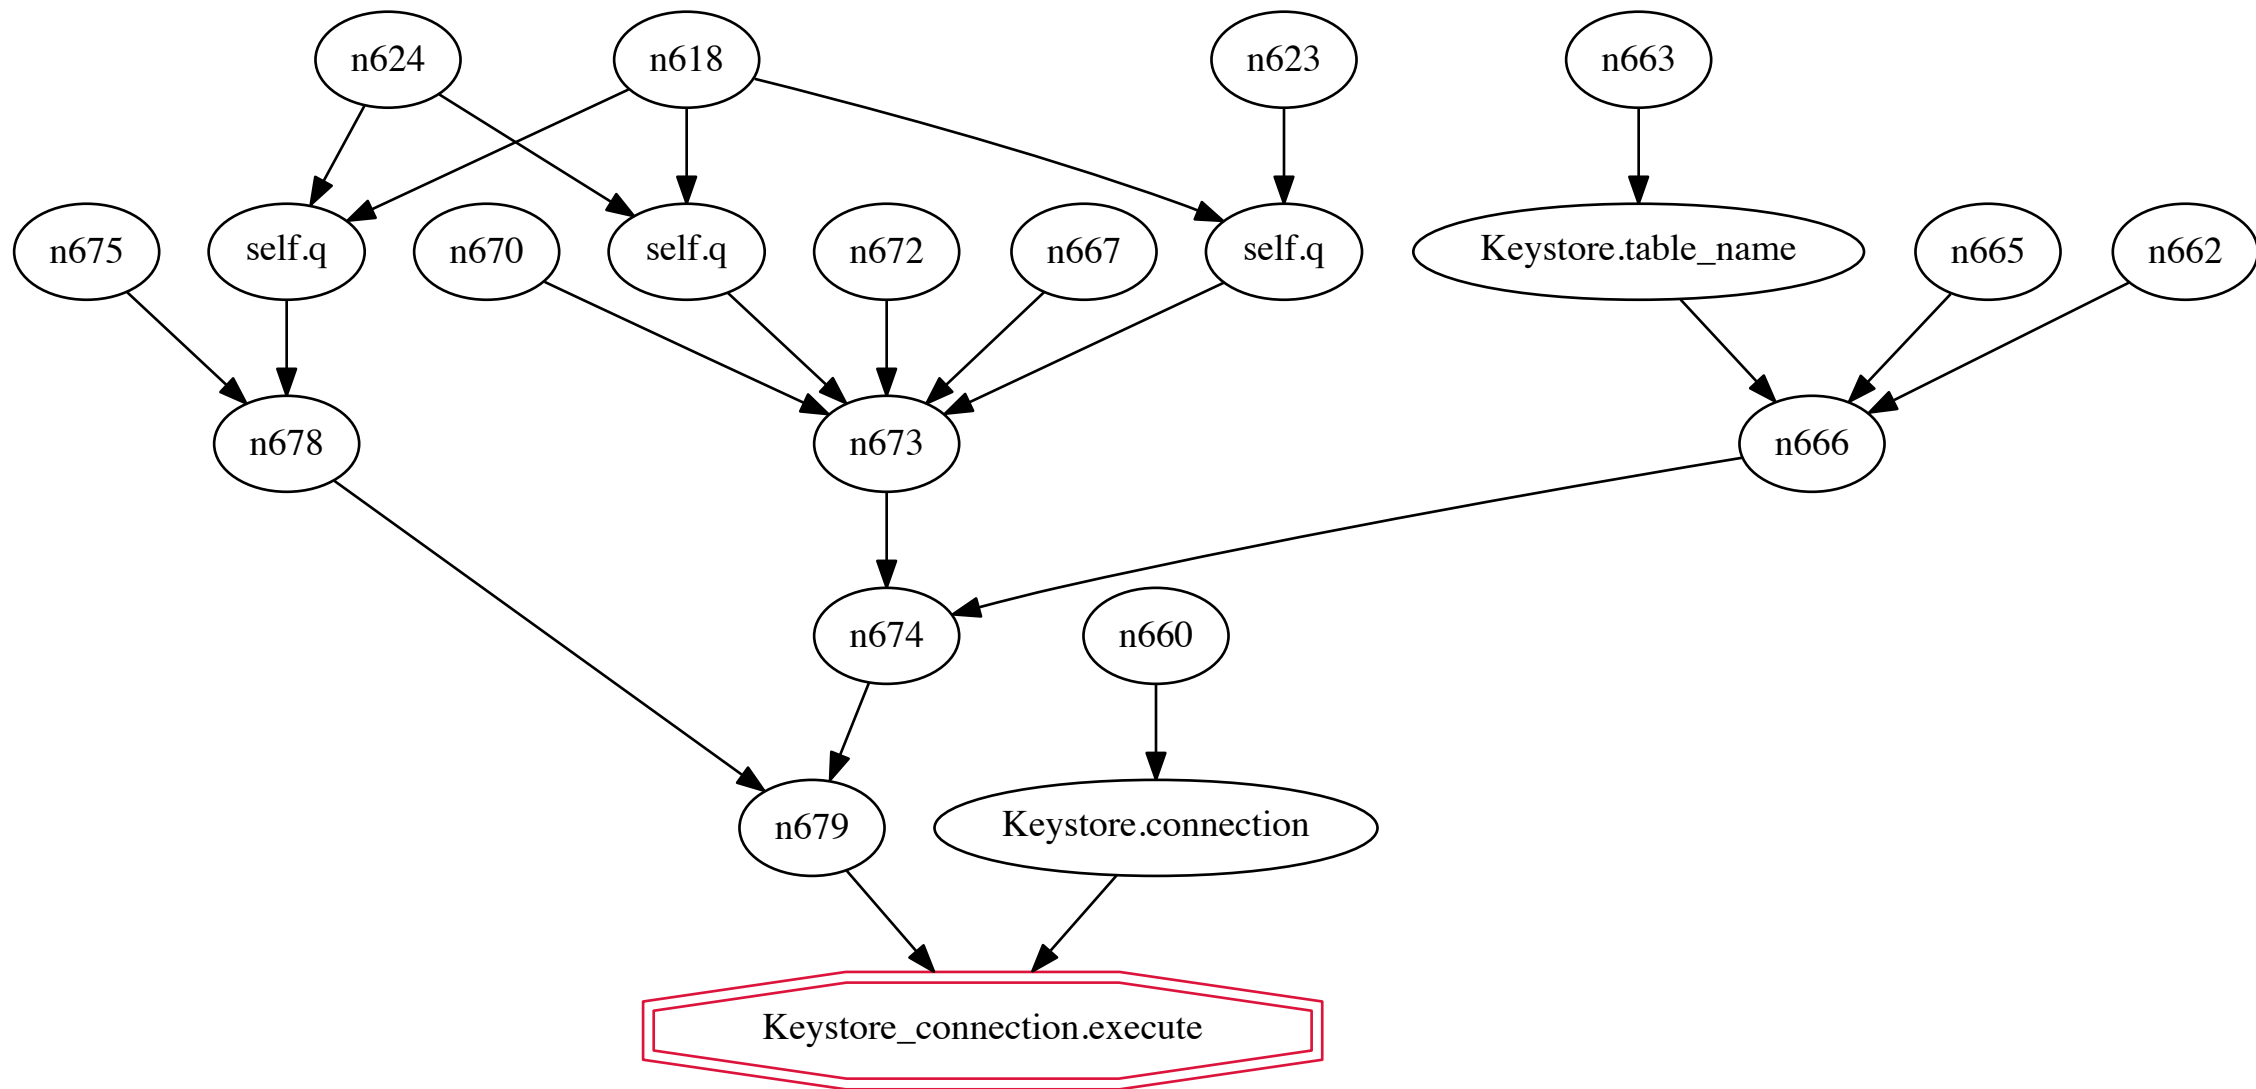 n624
n618
n623
n663
n675
self.q
n670
self.q
n672
n667
self.q
Keystore.table_name
n665
n662
n678
n673
n666
n674
n660
n679
Keystore.connection
Keystore_connection.execute